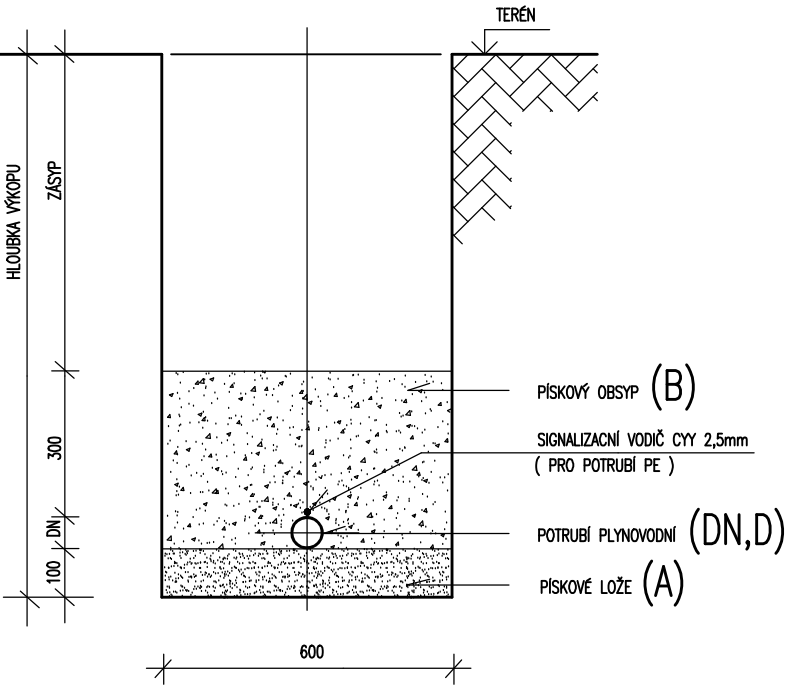 TERÉN
HLOUBKA VÝKOPU
ZÁSYP
PÍSKOVÝ OBSYP (B)
300
SIGNALIZACNÍ VODIČ CYY 2,5mm
( PRO POTRUBÍ PE )
DN
POTRUBÍ PLYNOVODNÍ (DN,D)
100
PÍSKOVÉ LOŽE (A)
600